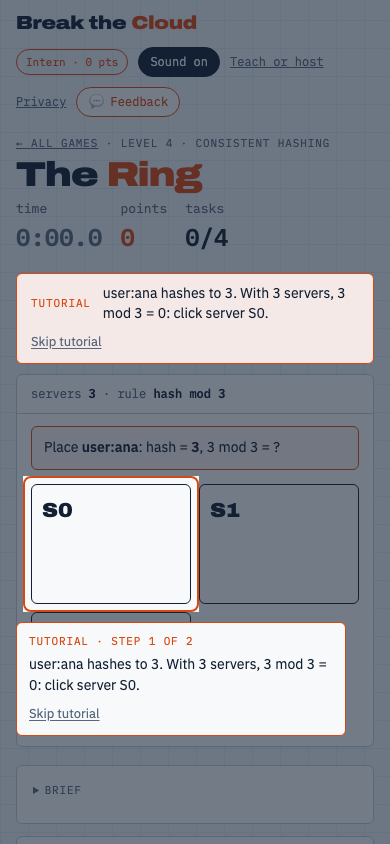 Break the Cloud
Intern · 0 pts
Sound on
Teach or host
Privacy
💬 Feedback
← ALL GAMES · LEVEL 4 · CONSISTENT HASHING
The Ring
time points tasks
0:00.0 0 0/4
TUTORIAL
user:ana hashes to 3. With 3 servers, 3
mod 3 = 0: click server S0.
Skip tutorial
servers 3 · rule hash mod 3
Place user:ana: hash = 3, 3 mod 3 = ?
S0
S1
TUTORIAL · STEP 1 OF 2
user:ana hashes to 3. With 3 servers, 3 mod 3 =
0: click server S0.
Skip tutorial
▶ BRIEF